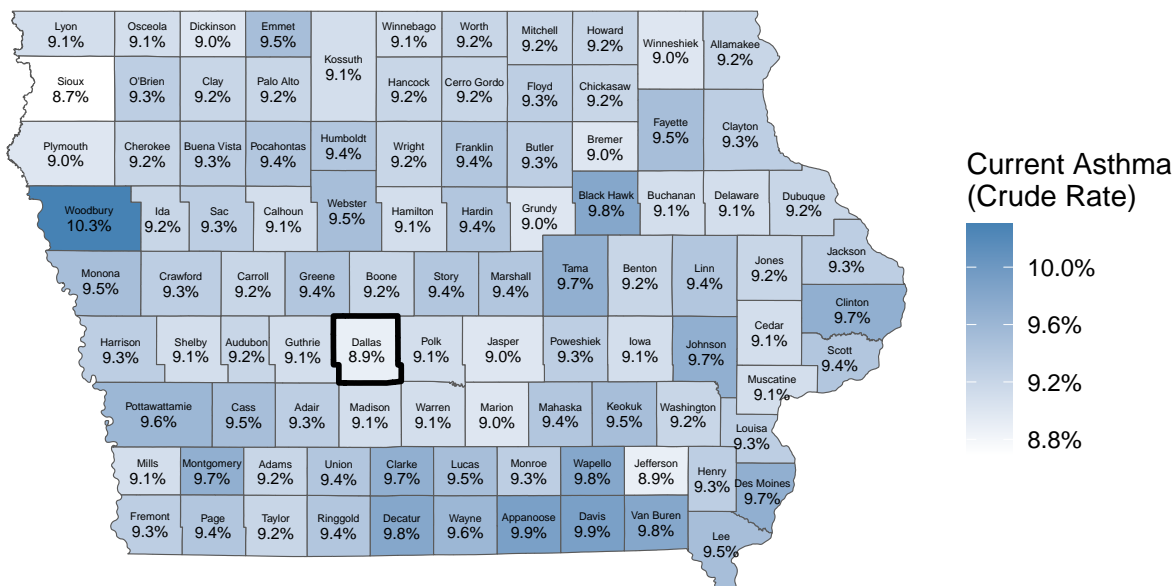 Lyon
9.1%
Osceola
9.1%
Dickinson
9.0%
Emmet
9.5%
Kossuth
9.1%
Winnebago
9.1%
Worth
9.2%
Mitchell
9.2%
Howard
9.2%
Winneshiek
9.0%
Allamakee
9.2%
Sioux
8.7%
O'Brien
9.3%
Clay
9.2%
Palo Alto
9.2%
Hancock
9.2%
Cerro Gordo
9.2%
Floyd
9.3%
Chickasaw
9.2%
Fayette
9.5%
Clayton
9.3%
Plymouth
9.0%
Cherokee
9.2%
Buena Vista
9.3%
Pocahontas
9.4%
Humboldt
9.4%
Wright
9.2%
Franklin
9.4%
Butler
9.3%
Bremer
9.0%
Woodbury
10.3%
Ida
9.2%
Sac
9.3%
Calhoun
9.1%
Webster
9.5%
Hamilton
9.1%
Hardin
9.4%
Grundy
9.0%
Black Hawk
9.8%
Buchanan
9.1%
Delaware
9.1%
Dubuque
9.2%
Monona
9.5%
Crawford
9.3%
Carroll
9.2%
Greene
9.4%
Boone
9.2%
Story
9.4%
Marshall
9.4%
Tama
9.7%
Benton
9.2%
Linn
9.4%
Jones
9.2%
Jackson
9.3%
Clinton
9.7%
Harrison
9.3%
Shelby
9.1%
Audubon
9.2%
Guthrie
9.1%
Dallas
8.9%
Polk
9.1%
Jasper
9.0%
Poweshiek
9.3%
Iowa
9.1%
Johnson
9.7%
Cedar
9.1%
Scott
9.4%
Muscatine
9.1%
Pottawattamie
9.6%
Cass
9.5%
Adair
9.3%
Madison
9.1%
Warren
9.1%
Marion
9.0%
Mahaska
9.4%
Keokuk
9.5%
Washington
9.2%
Louisa
9.3%
Mills
9.1%
Montgomery
9.7%
Adams
9.2%
Union
9.4%
Clarke
9.7%
Lucas
9.5%
Monroe
9.3%
Wapello
9.8%
Jefferson
8.9%
Henry
9.3%
Des Moines
9.7%
Fremont
9.3%
Page
9.4%
Taylor
9.2%
Ringgold
9.4%
Decatur
9.8%
Wayne
9.6%
Appanoose
9.9%
Davis
9.9%
Van Buren
9.8%
Lee
9.5%
Current Asthma
(Crude Rate)
10.0%
9.6%
9.2%
8.8%